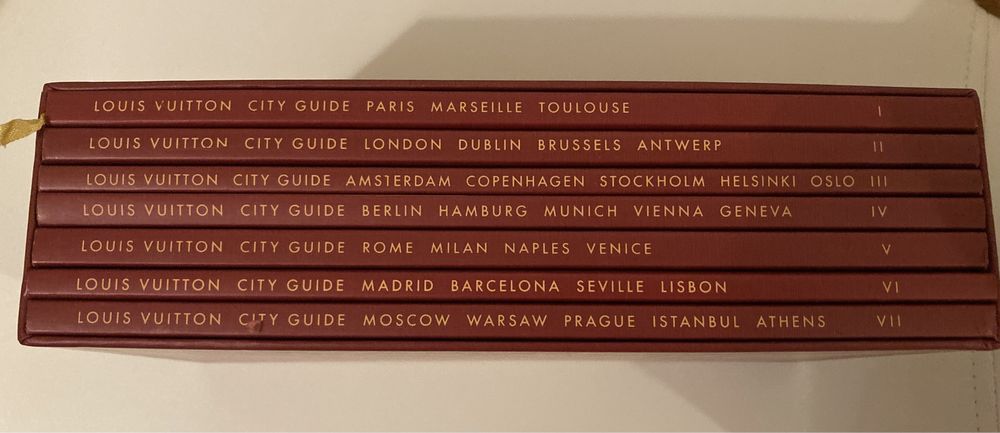 LOUIS VUITTON CITY GUIDE PARIS MARSEILLE TOULOUSE I
LOUIS VUITTON CITY GUIDE LONDON DUBLIN BRUSSELS ANTWERP II
LOUIS VUITTON CITY GUIDE AMSTERDAM COPENHAGEN STOCKHOLM HELSINKI OSLO III
LOUIS VUITTON CITY GUIDE BERLIN HAMBURG MUNICH VIENNA GENEVA IV
LOUIS VUITTON CITY GUIDE ROME MILAN NAPLES VENICE V
LOUIS VUITTON CITY GUIDE MADRID BARCELONA SEVILLE LISBON VI
LOUIS VUITTON CITY GUIDE MOSCOW WARSAW PRAGUE ISTANBUL ATHENS VII